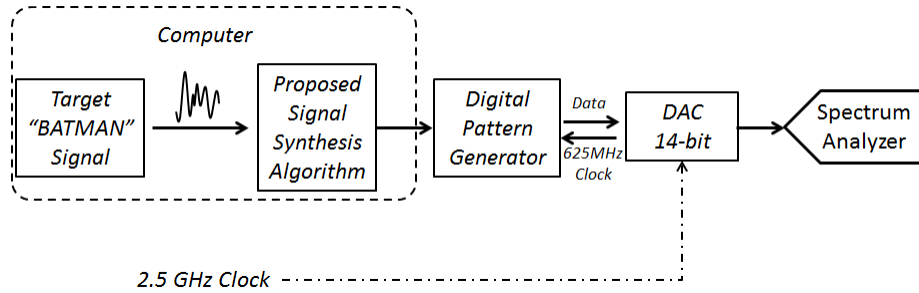 Computer
Target
“BATMAN”
Signal
Proposed
Signal
Synthesis
Algorithm
Digital
Pattern
Generator
Data
625MHz
Clock
DAC
14-bit
Spectrum
Analyzer
2.5 GHz Clock